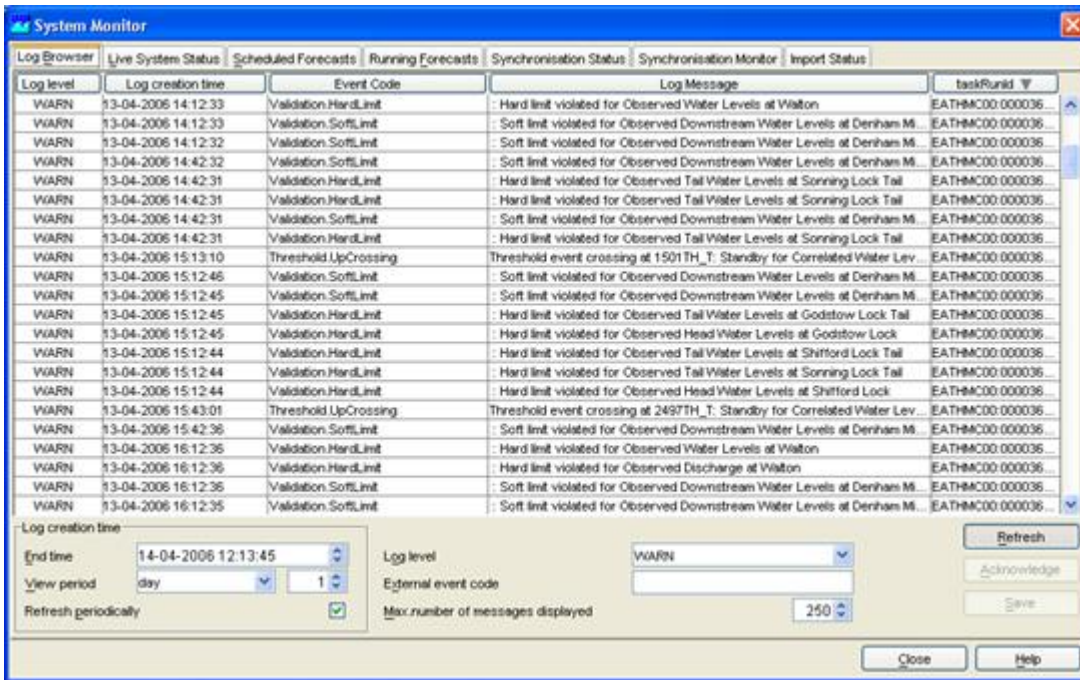 System Monitor
Log Browser Live System Status Scheduled Forecasts Running Forecasts Synchronisation Status Synchronisation Monitor Import Status
Log level Log creation time Event Code Log Message taskRunId
WARN 13-04-2006 14:12:33 Validation.HardLimit : Hard limit violated for Observed Water Levels at Walton EATHMC00:000036...
WARN 13-04-2006 14:12:33 Validation.SoftLimit : Soft limit violated for Observed Downstream Water Levels at Denham Mi... EATHMC00:000036...
WARN 13-04-2006 14:12:32 Validation.SoftLimit : Soft limit violated for Observed Downstream Water Levels at Denham Mi... EATHMC00:000036...
WARN 13-04-2006 14:42:32 Validation.SoftLimit : Soft limit violated for Observed Downstream Water Levels at Denham Mi... EATHMC00:000036...
WARN 13-04-2006 14:42:31 Validation.HardLimit : Hard limit violated for Observed Tail Water Levels at Sonning Lock Tail EATHMC00:000036...
WARN 13-04-2006 14:42:31 Validation.HardLimit : Hard limit violated for Observed Tail Water Levels at Sonning Lock Tail EATHMC00:000036...
WARN 13-04-2006 14:42:31 Validation.SoftLimit : Soft limit violated for Observed Downstream Water Levels at Denham Mi... EATHMC00:000036...
WARN 13-04-2006 14:42:31 Validation.HardLimit : Hard limit violated for Observed Tail Water Levels at Sonning Lock Tail EATHMC00:000036...
WARN 13-04-2006 15:13:10 Threshold.UpCrossing Threshold event crossing at 1501TH_T: Standby for Correlated Water Lev... EATHMC00:000036...
WARN 13-04-2006 15:12:46 Validation.SoftLimit : Soft limit violated for Observed Downstream Water Levels at Denham Mi... EATHMC00:000036...
WARN 13-04-2006 15:12:45 Validation.SoftLimit : Soft limit violated for Observed Downstream Water Levels at Denham Mi... EATHMC00:000036...
WARN 13-04-2006 15:12:45 Validation.HardLimit : Hard limit violated for Observed Tail Water Levels at Godstow Lock Tail EATHMC00:000036...
WARN 13-04-2006 15:12:45 Validation.HardLimit : Hard limit violated for Observed Head Water Levels at Godstow Lock EATHMC00:000036...
WARN 13-04-2006 15:12:44 Validation.HardLimit : Hard limit violated for Observed Tail Water Levels at Shifford Lock Tail EATHMC00:000036...
WARN 13-04-2006 15:12:44 Validation.HardLimit : Hard limit violated for Observed Tail Water Levels at Sonning Lock Tail EATHMC00:000036...
WARN 13-04-2006 15:12:44 Validation.HardLimit : Hard limit violated for Observed Head Water Levels at Shifford Lock EATHMC00:000036...
WARN 13-04-2006 15:43:01 Threshold.UpCrossing Threshold event crossing at 2497TH_T: Standby for Correlated Water Lev... EATHMC00:000036...
WARN 13-04-2006 15:42:36 Validation.SoftLimit : Soft limit violated for Observed Downstream Water Levels at Denham Mi... EATHMC00:000036...
WARN 13-04-2006 16:12:36 Validation.HardLimit : Hard limit violated for Observed Water Levels at Walton EATHMC00:000036...
WARN 13-04-2006 16:12:36 Validation.HardLimit : Hard limit violated for Observed Discharge at Walton EATHMC00:000036...
WARN 13-04-2006 16:12:36 Validation.SoftLimit : Soft limit violated for Observed Downstream Water Levels at Denham Mi... EATHMC00:000036...
WARN 13-04-2006 16:12:35 Validation.SoftLimit : Soft limit violated for Observed Downstream Water Levels at Denham Mi... EATHMC00:000036...
Log creation time
End time 14-04-2006 12:13:45
View period day 1
Refresh periodically
Log level WARN
External event code
Max.number of messages displayed 250
Refresh
Acknowledge
Save
Close Help